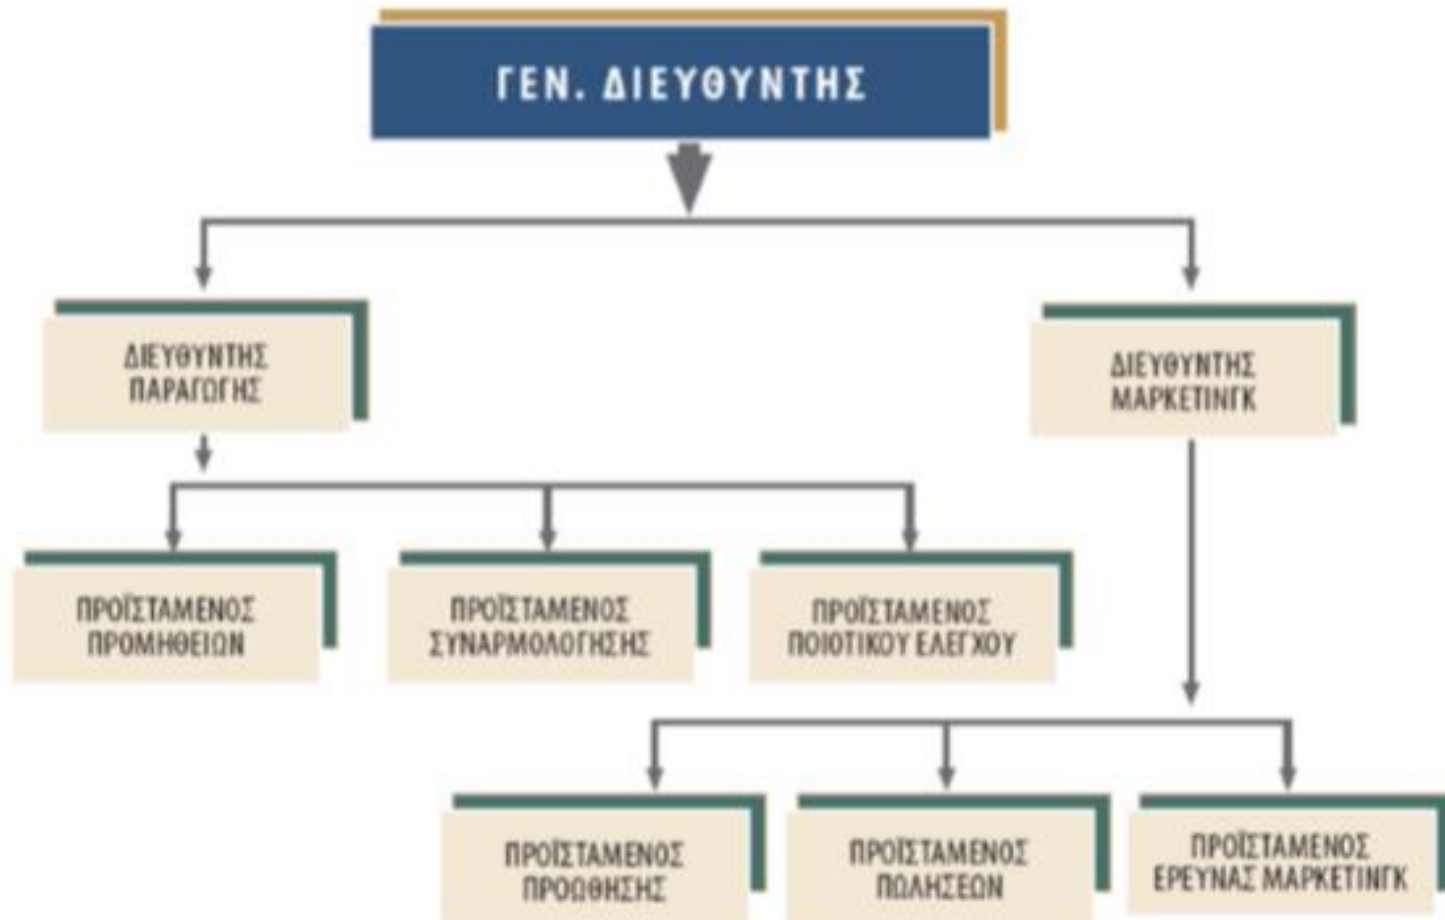 ΓΕΝ. ΔΙΕΥΘΥΝΤΗΣ
ΔΙΕΥΘΥΝΤΗΣ
ΠΑΡΑΓΩΓΗΣ
ΔΙΕΥΘΥΝΤΗΣ
ΜΑΡΚΕΤΙΝΓΚ
ΠΡΟΪΣΤΑΜΕΝΟΣ
ΠΡΟΜΗΘΕΙΩΝ
ΠΡΟΪΣΤΑΜΕΝΟΣ
ΣΥΝΑΡΜΟΛΟΓΗΣΗΣ
ΠΡΟΪΣΤΑΜΕΝΟΣ
ΠΟΙΟΤΙΚΟΥ ΕΛΕΓΧΟΥ
ΠΡΟΪΣΤΑΜΕΝΟΣ
ΠΡΟΩΘΗΣΗΣ
ΠΡΟΪΣΤΑΜΕΝΟΣ
ΠΩΛΗΣΕΩΝ
ΠΡΟΪΣΤΑΜΕΝΟΣ
ΕΡΕΥΝΑΣ ΜΑΡΚΕΤΙΝΓΚ